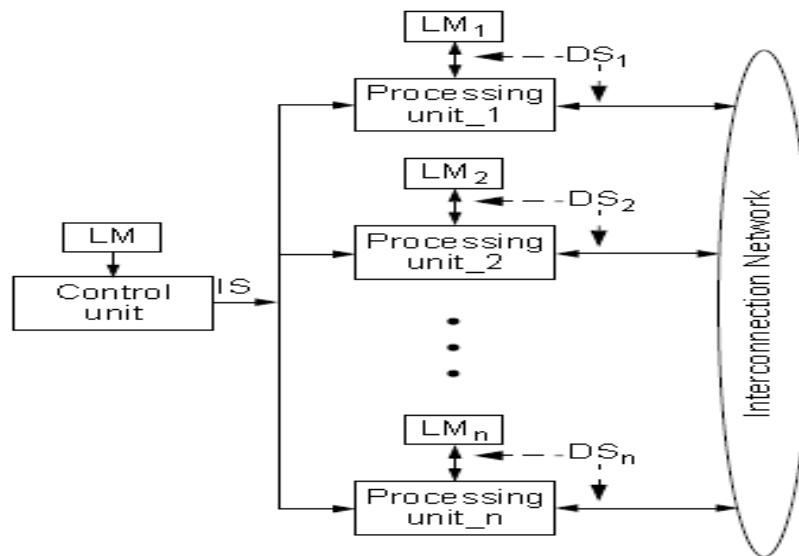 LM₁
DS₁
Processing
unit_1
LM₂
DS₂
Processing
unit_2
LM
Control
unit
IS
LMₙ
DSₙ
Processing
unit_n
Interconnection Network